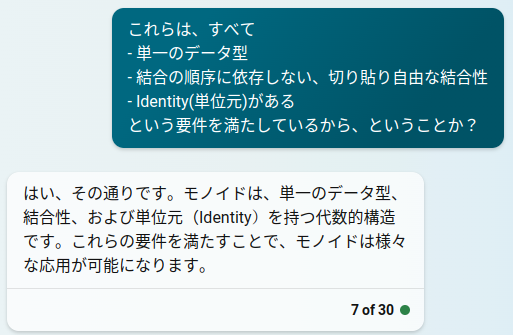 これらは、すべて
- 単一のデータ型
- 結合の順序に依存しない、切り貼り自由な結合性
- Identity(単位元)がある
という要件を満たしているから、ということか？
はい、その通りです。モノイドは、単一のデータ型、
結合性、および単位元（Identity）を持つ代数的構造
です。これらの要件を満たすことで、モノイドは様々
な応用が可能になります。
7 of 30